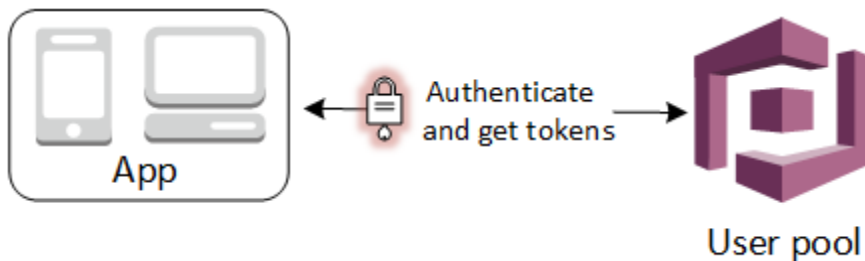 App
Authenticate
and get tokens
User pool